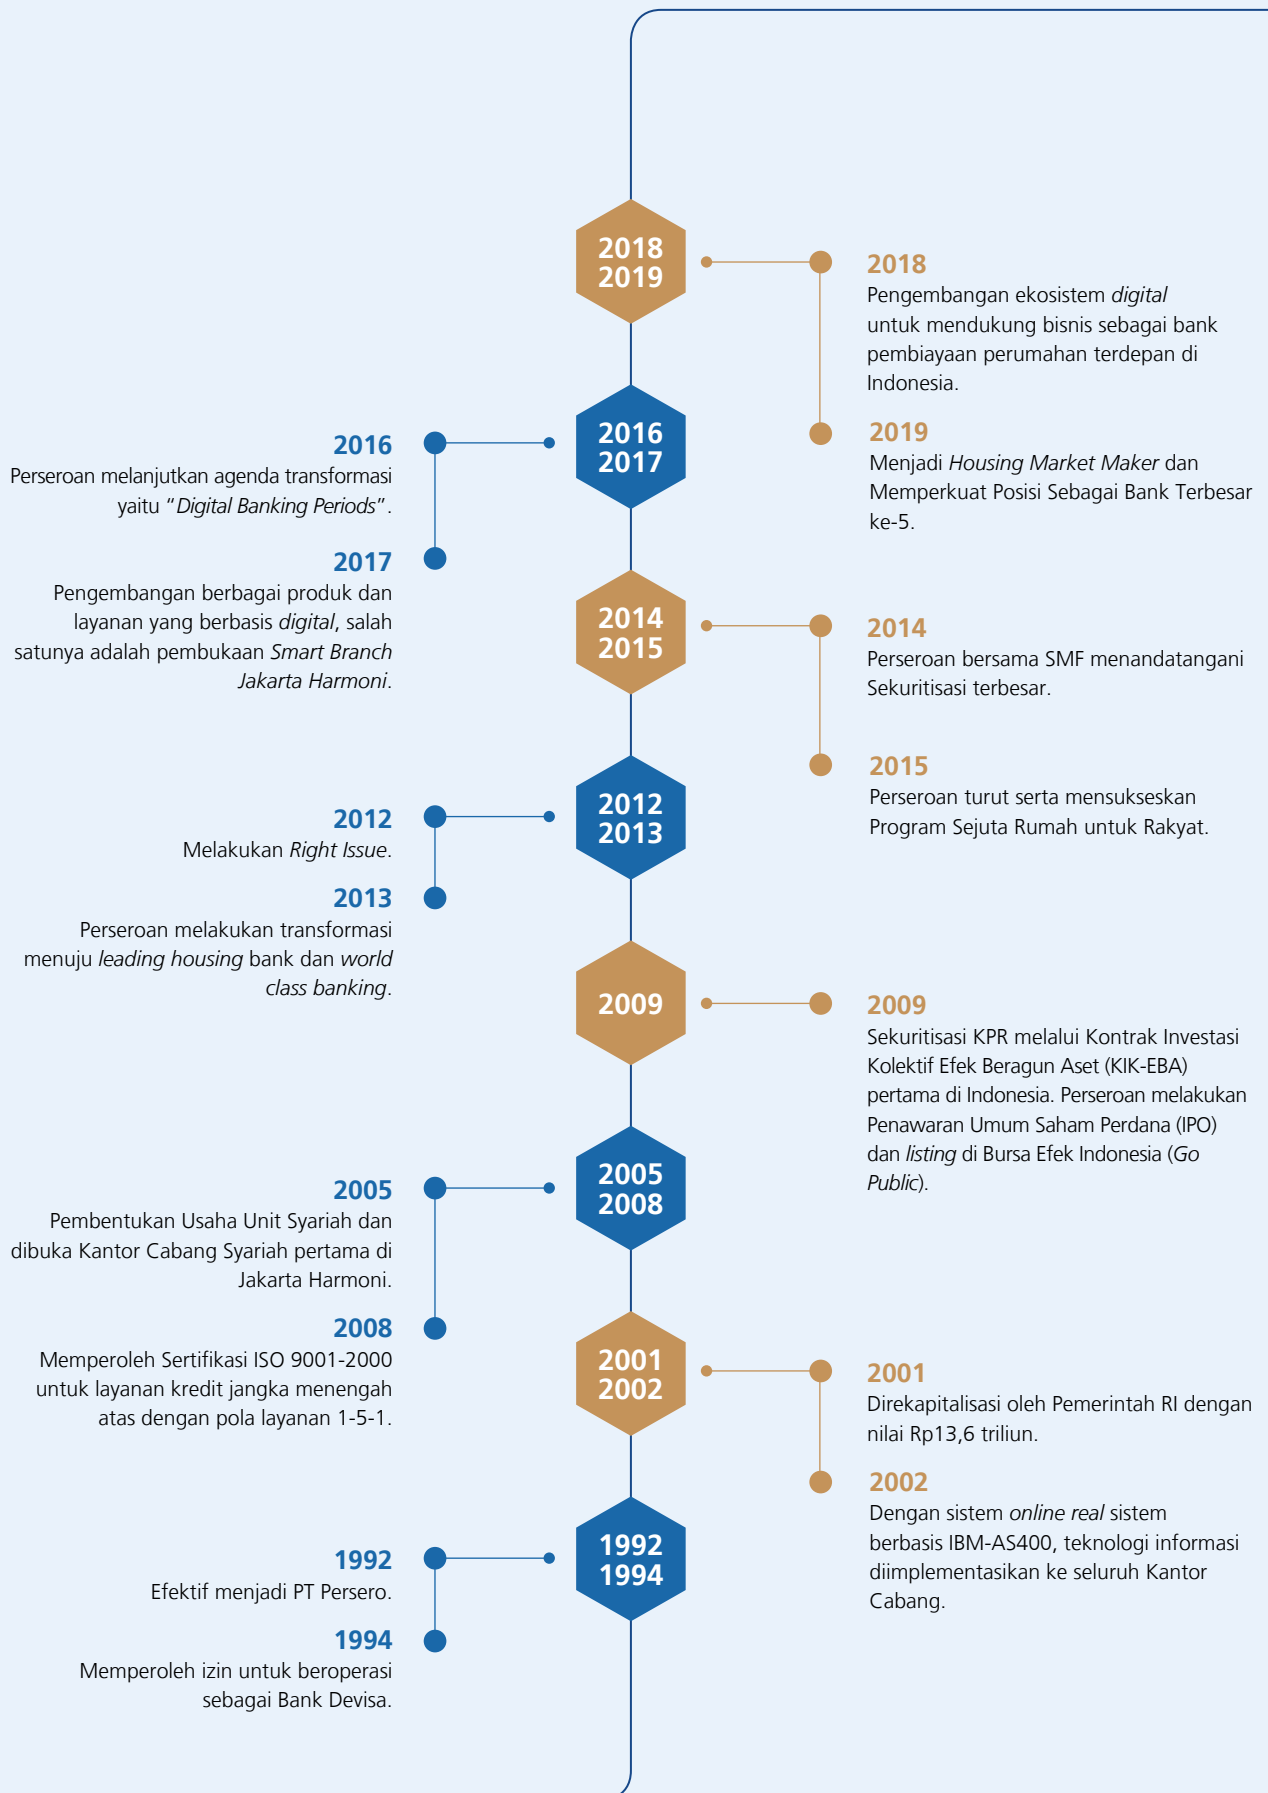 2018
2019
2018
Pengembangan ekosistem digital
untuk mendukung bisnis sebagai bank
pembiayaan perumahan terdepan di
Indonesia.
2019
Menjadi Housing Market Maker dan
Memperkuat Posisi Sebagai Bank Terbesar
ke-5.
2016
2017
2016
Perseroan melanjutkan agenda transformasi
yaitu “Digital Banking Periods”.
2017
Pengembangan berbagai produk dan
layanan yang berbasis digital, salah
satunya adalah pembukaan Smart Branch
Jakarta Harmoni.
2014
2015
2014
Perseroan bersama SMF menandatangani
Sekuritisasi terbesar.
2015
Perseroan turut serta mensukseskan
Program Sejuta Rumah untuk Rakyat.
2012
2013
2012
Melakukan Right Issue.
2013
Perseroan melakukan transformasi
menuju leading housing bank dan world
class banking.
2009
2009
Sekuritisasi KPR melalui Kontrak Investasi
Kolektif Efek Beragun Aset (KIK-EBA)
pertama di Indonesia. Perseroan melakukan
Penawaran Umum Saham Perdana (IPO)
dan listing di Bursa Efek Indonesia (Go
Public).
2005
2008
2005
Pembentukan Usaha Unit Syariah dan
dibuka Kantor Cabang Syariah pertama di
Jakarta Harmoni.
2008
Memperoleh Sertifikasi ISO 9001-2000
untuk layanan kredit jangka menengah
atas dengan pola layanan 1-5-1.
2001
2002
2001
Direkapitalisasi oleh Pemerintah RI dengan
nilai Rp13,6 triliun.
2002
Dengan sistem online real sistem
berbasis IBM-AS400, teknologi informasi
diimplementasikan ke seluruh Kantor
Cabang.
1992
1994
1992
Efektif menjadi PT Persero.
1994
Memperoleh izin untuk beroperasi
sebagai Bank Devisa.